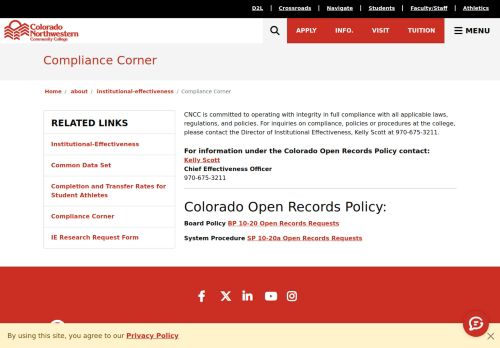 D2L | Crossroads | Navigate | Students | Faculty/Staff | Athletics
Colorado
Northwestern
Community College
APPLY INFO. VISIT TUITION MENU
Compliance Corner
Home / about / institutional-effectiveness / Compliance Corner
RELATED LINKS
Institutional-Effectiveness
Common Data Set
Completion and Transfer Rates for
Student Athletes
Compliance Corner
IE Research Request Form
CNCC is committed to operating with integrity in full compliance with all applicable laws,
regulations, and policies. For inquiries on compliance, policies or procedures at the college,
please contact the Director of Institutional Effectiveness, Kelly Scott at 970-675-3211.
For information under the Colorado Open Records Policy contact:
Kelly Scott
Chief Effectiveness Officer
970-675-3211
Colorado Open Records Policy:
Board Policy BP 10-20 Open Records Requests
System Procedure SP 10-20a Open Records Requests
By using this site, you agree to our Privacy Policy